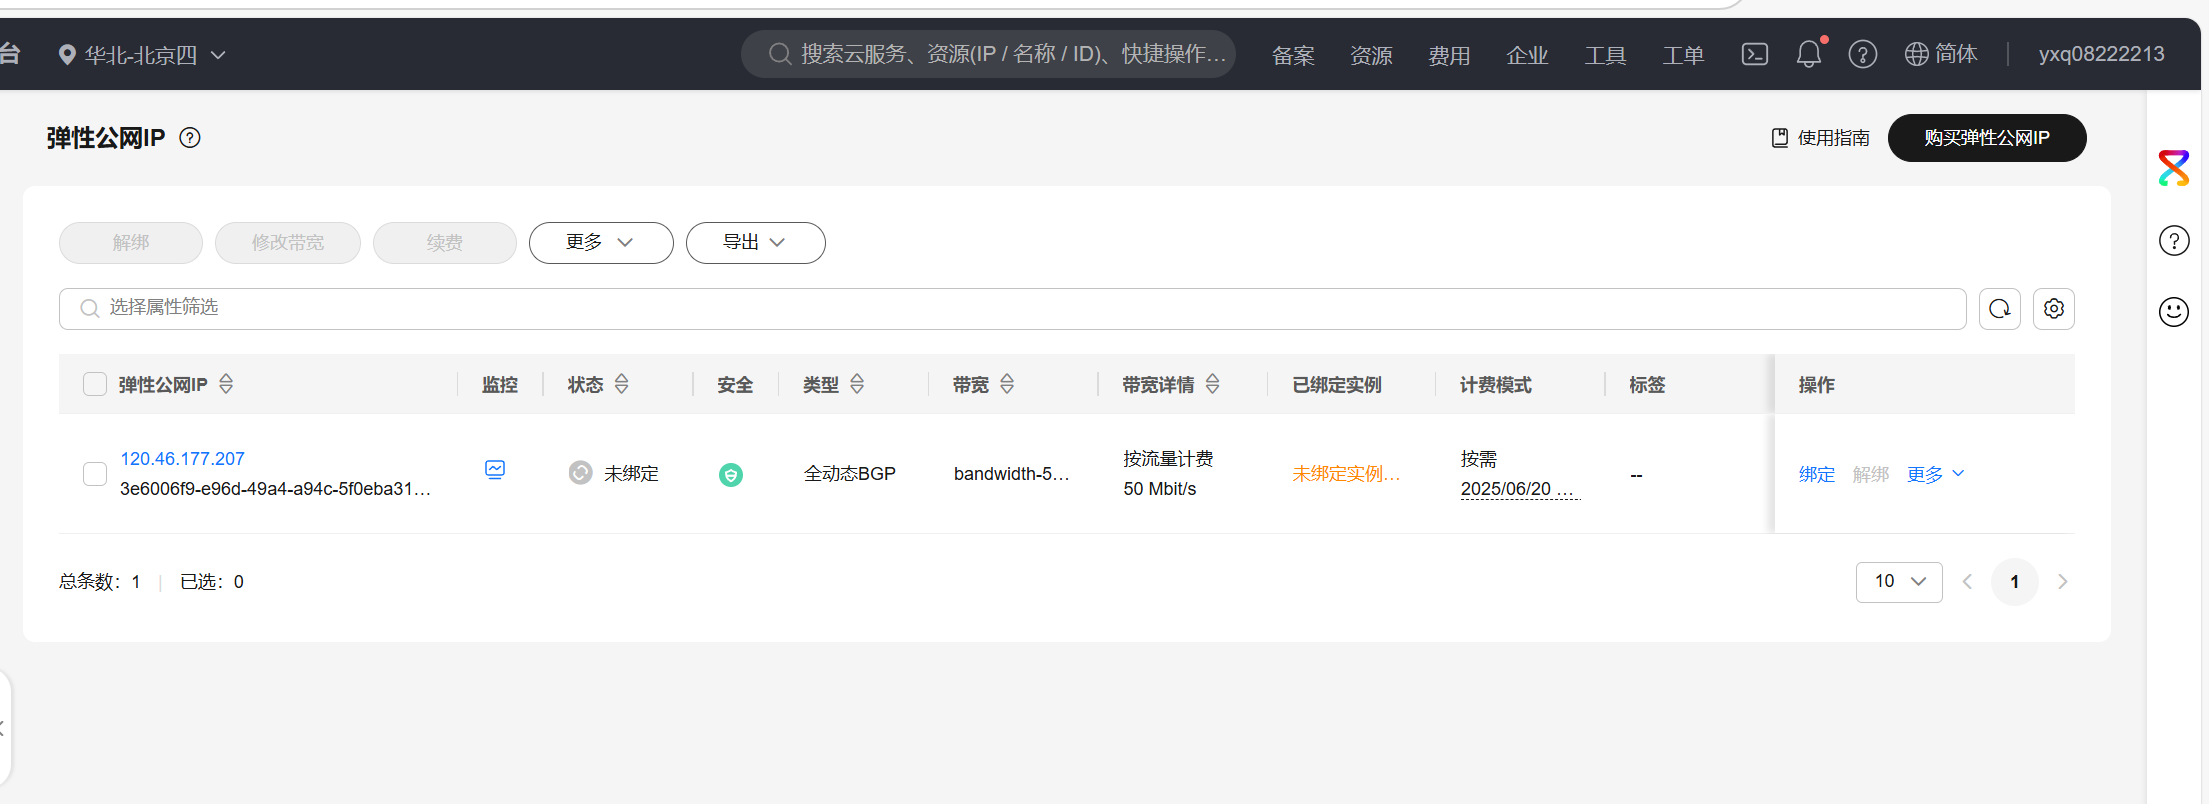 台
华北-北京四
搜索云服务、资源(IP / 名称 / ID)、快捷操作...
备案
资源
费用
企业
工具
工单
简体
yxq08222213
弹性公网IP
使用指南
购买弹性公网IP
解绑
修改带宽
续费
更多
导出
选择属性筛选
弹性公网IP
监控
状态
安全
类型
带宽
带宽详情
已绑定实例
计费模式
标签
操作
120.46.177.207
3e6006f9-e96d-49a4-a94c-5f0eba31...
未绑定
全动态BGP
bandwidth-5...
按流量计费
50 Mbit/s
未绑定实例...
按需
2025/06/20 ...
--
绑定
解绑
更多
总条数：1
已选：0
10
1